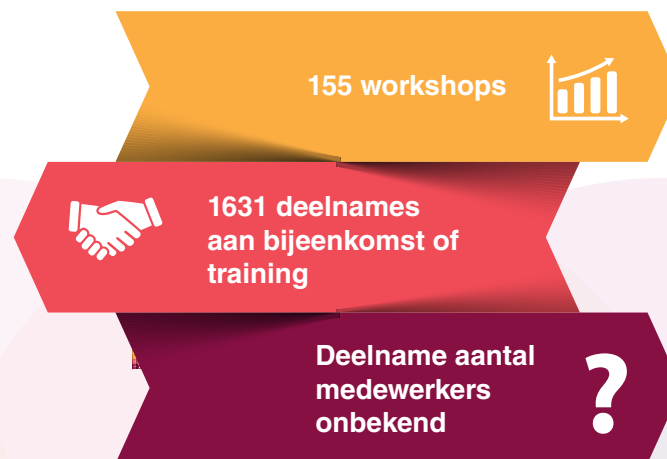 155 workshops
1631 deelnames
aan bijeenkomst of
training
Deelname aantal
medewerkers
onbekend
?